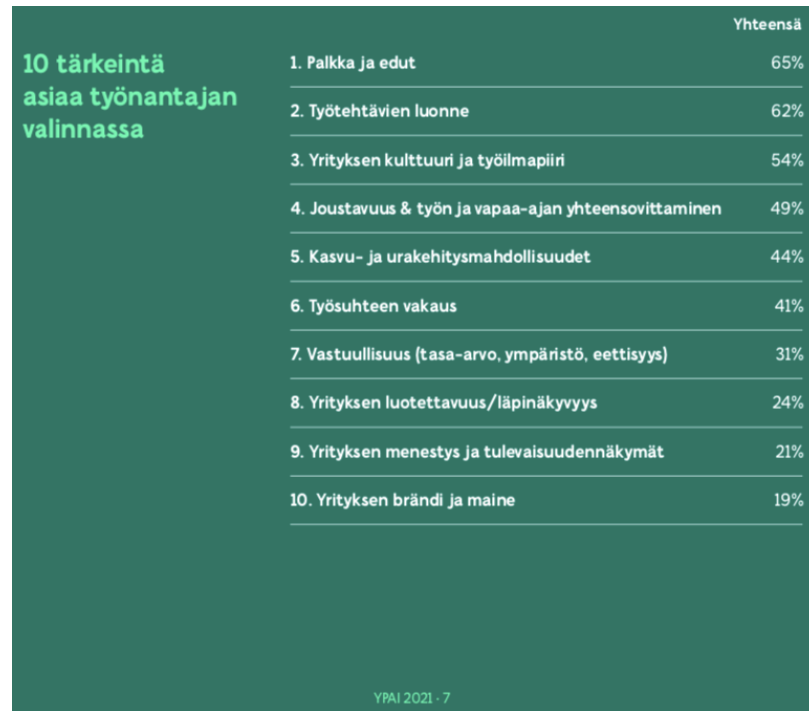 10 tärkeintä
asiaa työnantajan
valinnassa
Yhteensä
1. Palkka ja edut 65%
2. Työtehtävien luonne 62%
3. Yrityksen kulttuuri ja työilmapiiri 54%
4. Joustavuus & työn ja vapaa-ajan yhteensovittaminen 49%
5. Kasvu- ja urakehitysmahdollisuudet 44%
6. Työsuhteen vakaus 41%
7. Vastuullisuus (tasa-arvo, ympäristö, eettisyys) 31%
8. Yrityksen luotettavuus/läpinäkyvyys 24%
9. Yrityksen menestys ja tulevaisuudennäkymät 21%
10. Yrityksen brändi ja maine 19%
YPAI 2021 · 7